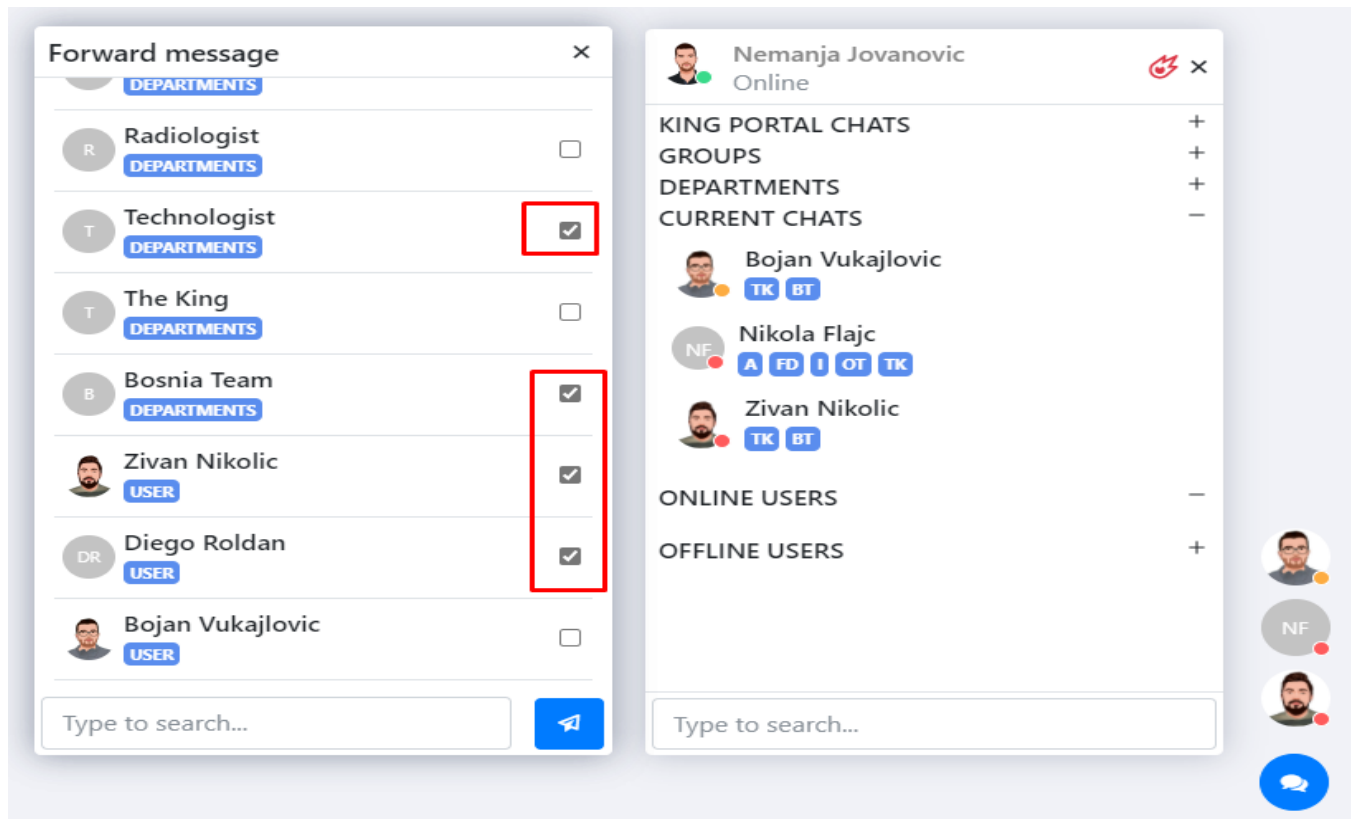 Forward message
DEPARTMENTS
R
Radiologist
DEPARTMENTS
T
Technologist
DEPARTMENTS
T
The King
DEPARTMENTS
B
Bosnia Team
DEPARTMENTS
Zivan Nikolic
USER
DR
Diego Roldan
USER
Bojan Vukajlovic
USER
Type to search...
Nemanja Jovanovic
Online
KING PORTAL CHATS
GROUPS
DEPARTMENTS
CURRENT CHATS
Bojan Vukajlovic
TK BT
NF
Nikola Flajc
A FD I OT TK
Zivan Nikolic
TK BT
ONLINE USERS
OFFLINE USERS
Type to search...
NF